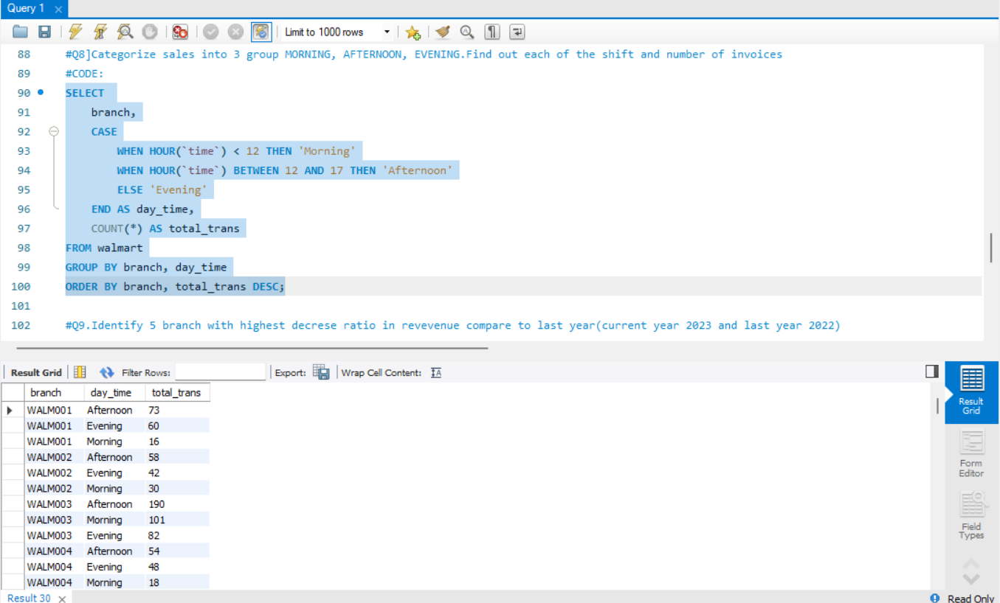 Query 1
Limit to 1000 rows
88 #Q8]Categorize sales into 3 group MORNING, AFTERNOON, EVENING.Find out each of the shift and number of invoices
89 #CODE:
90 SELECT
91 branch,
92 CASE
93 WHEN HOUR(`time`) < 12 THEN 'Morning'
94 WHEN HOUR(`time`) BETWEEN 12 AND 17 THEN 'Afternoon'
95 ELSE 'Evening'
96 END AS day_time,
97 COUNT(*) AS total_trans
98 FROM walmart
99 GROUP BY branch, day_time
100 ORDER BY branch, total_trans DESC;
101
102 #Q9.Identify 5 branch with highest decrese ratio in revevenue compare to last year(current year 2023 and last year 2022)
Result Grid Filter Rows: Export: Wrap Cell Content:
branch day_time total_trans
WALM001 Afternoon 73
WALM001 Evening 60
WALM001 Morning 16
WALM002 Afternoon 58
WALM002 Evening 42
WALM002 Morning 30
WALM003 Afternoon 190
WALM003 Morning 101
WALM003 Evening 82
WALM004 Afternoon 54
WALM004 Evening 48
WALM004 Morning 18
Result
Grid
Form
Editor
Field
Types
Result 30
Read Only